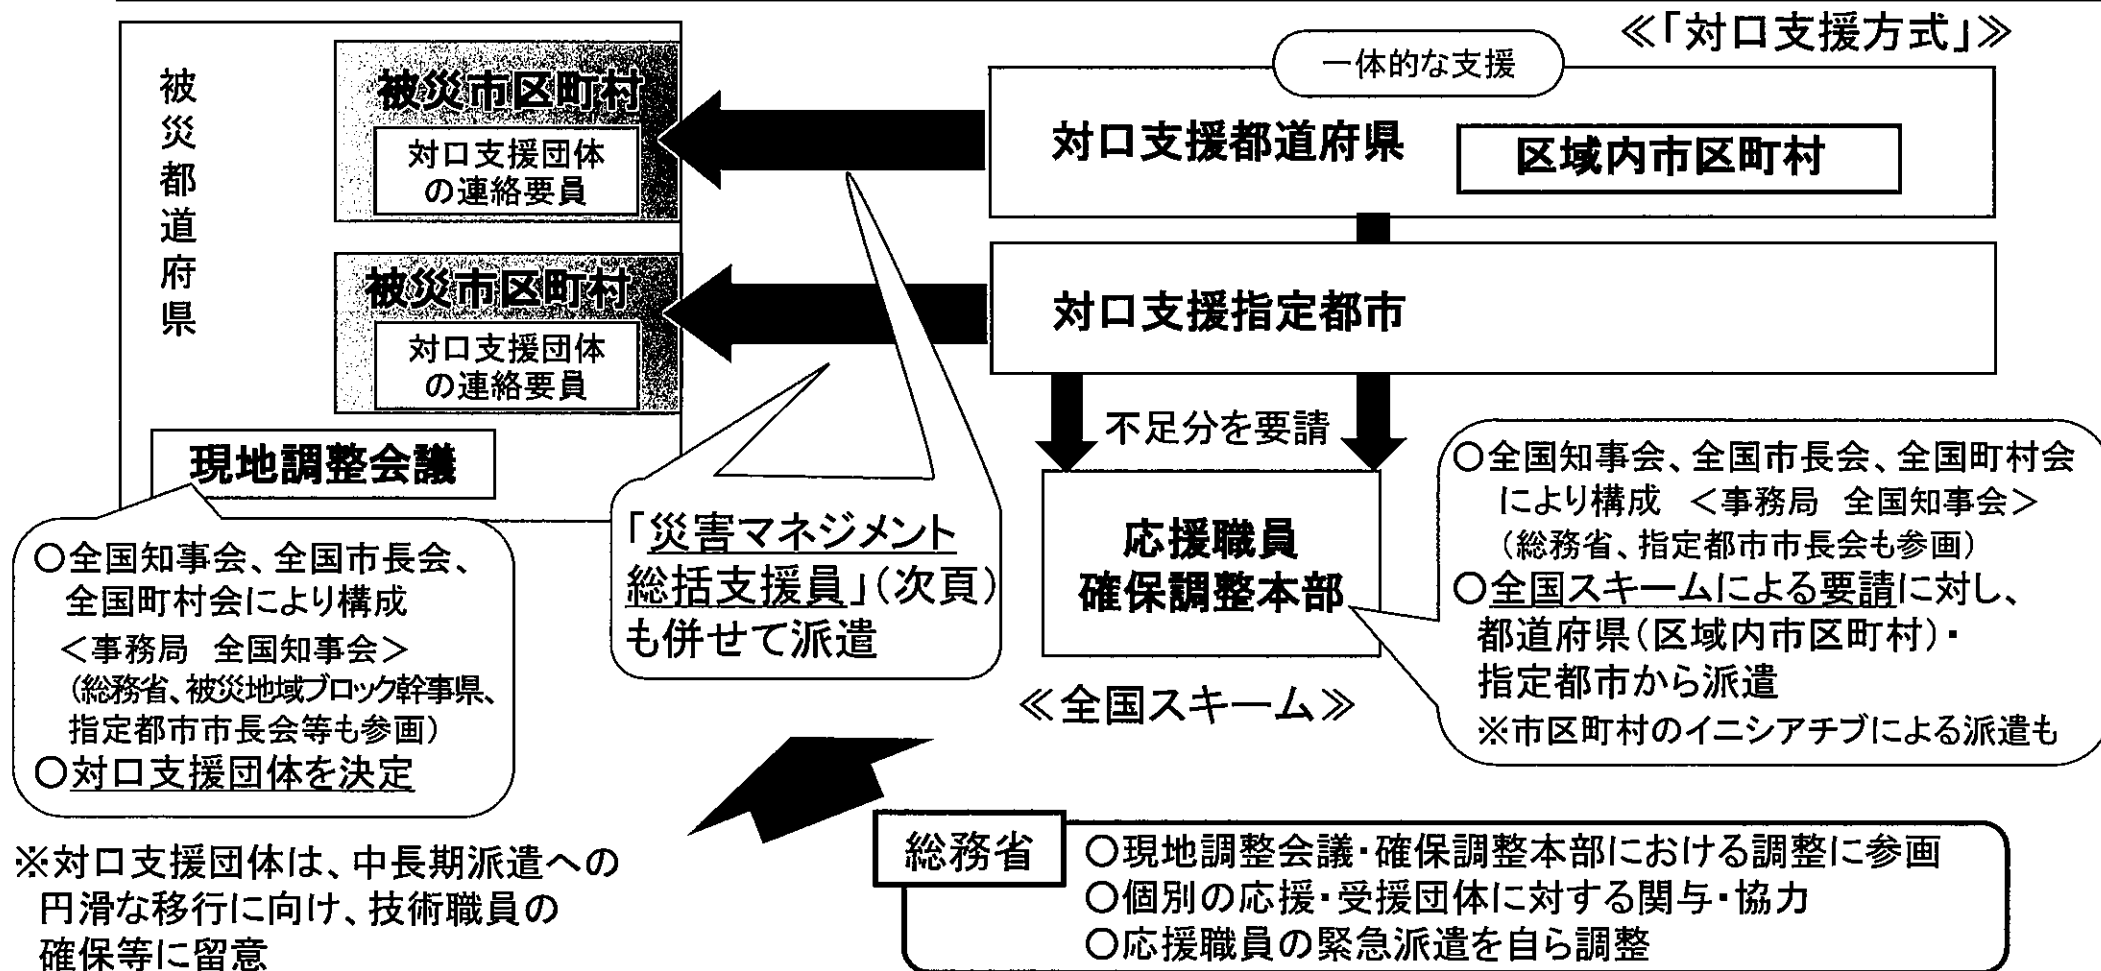 ≪「対口支援方式」≫
被災都道府県
被災市区町村
対口支援団体
の連絡要員
被災市区町村
対口支援団体
の連絡要員
現地調整会議
一体的な支援
対口支援都道府県
区域内市区町村
対口支援指定都市
不足分を要請
応援職員
確保調整本部
≪全国スキーム≫
「災害マネジメント
総括支援員」(次頁)
も併せて派遣
○全国知事会、全国市長会、
全国町村会により構成
<事務局 全国知事会>
(総務省、被災地域ブロック幹事県、
指定都市市長会等も参画)
○対口支援団体を決定
○全国知事会、全国市長会、全国町村会
により構成 <事務局 全国知事会>
(総務省、指定都市市長会も参画)
○全国スキームによる要請に対し、
都道府県(区域内市区町村)・
指定都市から派遣
※市区町村のイニシアチブによる派遣も
※対口支援団体は、中長期派遣への
円滑な移行に向け、技術職員の
確保等に留意
総務省
○現地調整会議・確保調整本部における調整に参画
○個別の応援・受援団体に対する関与・協力
○応援職員の緊急派遣を自ら調整